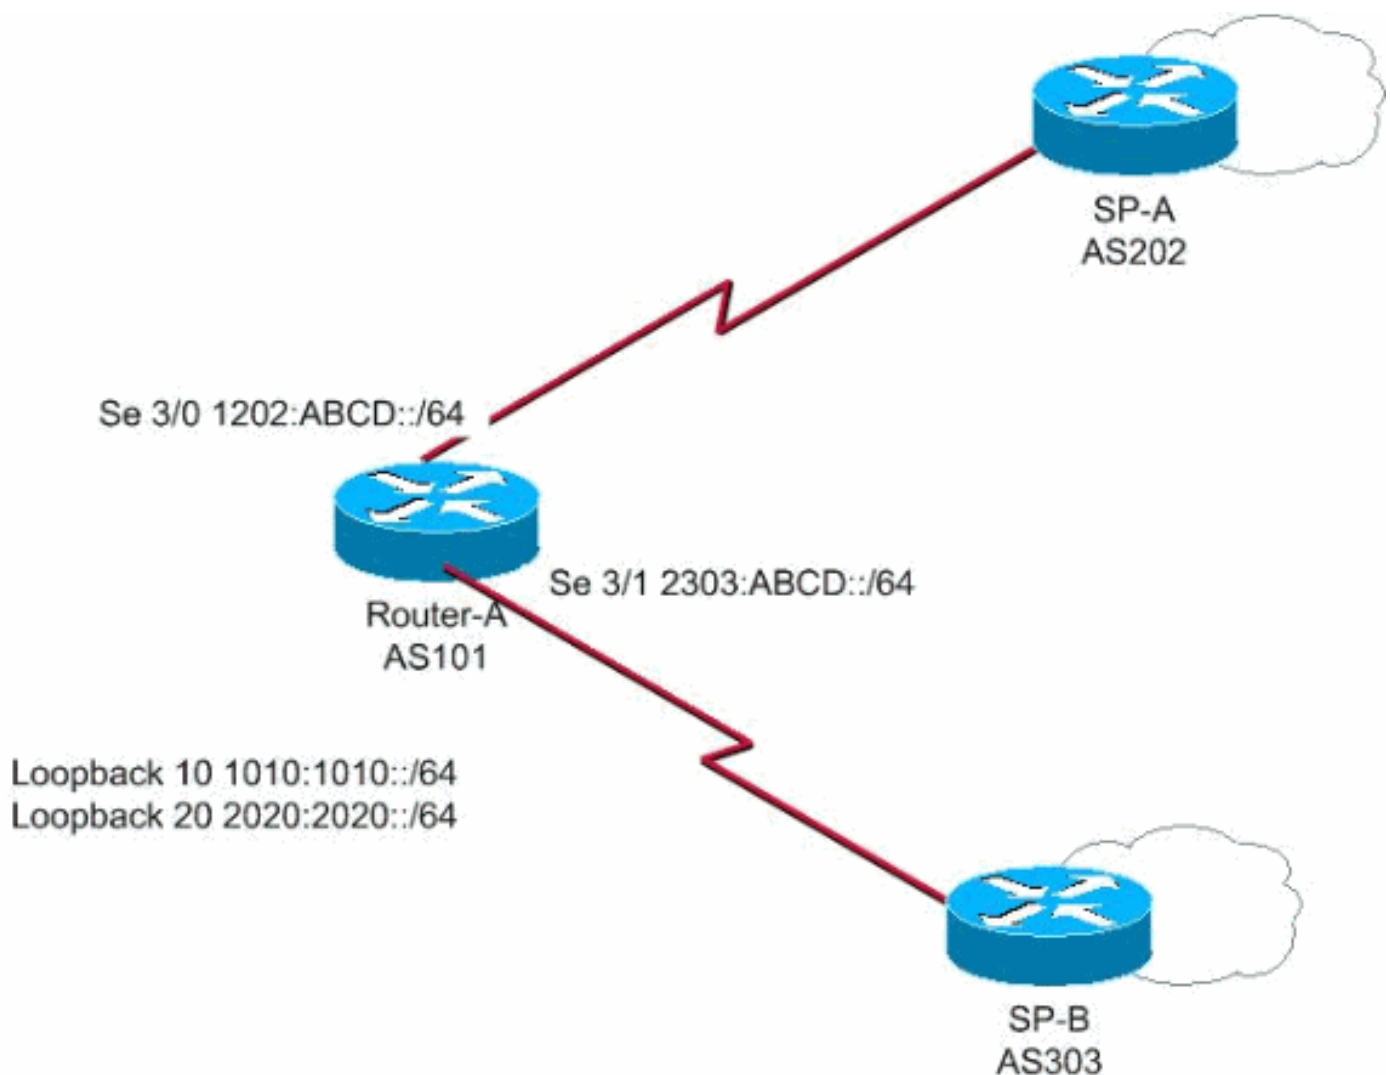 SP-A
AS202
Se 3/0 1202:ABCD::/64
Se 3/1 2303:ABCD::/64
Router-A
AS101
Loopback 10 1010:1010::/64
Loopback 20 2020:2020::/64
SP-B
AS303